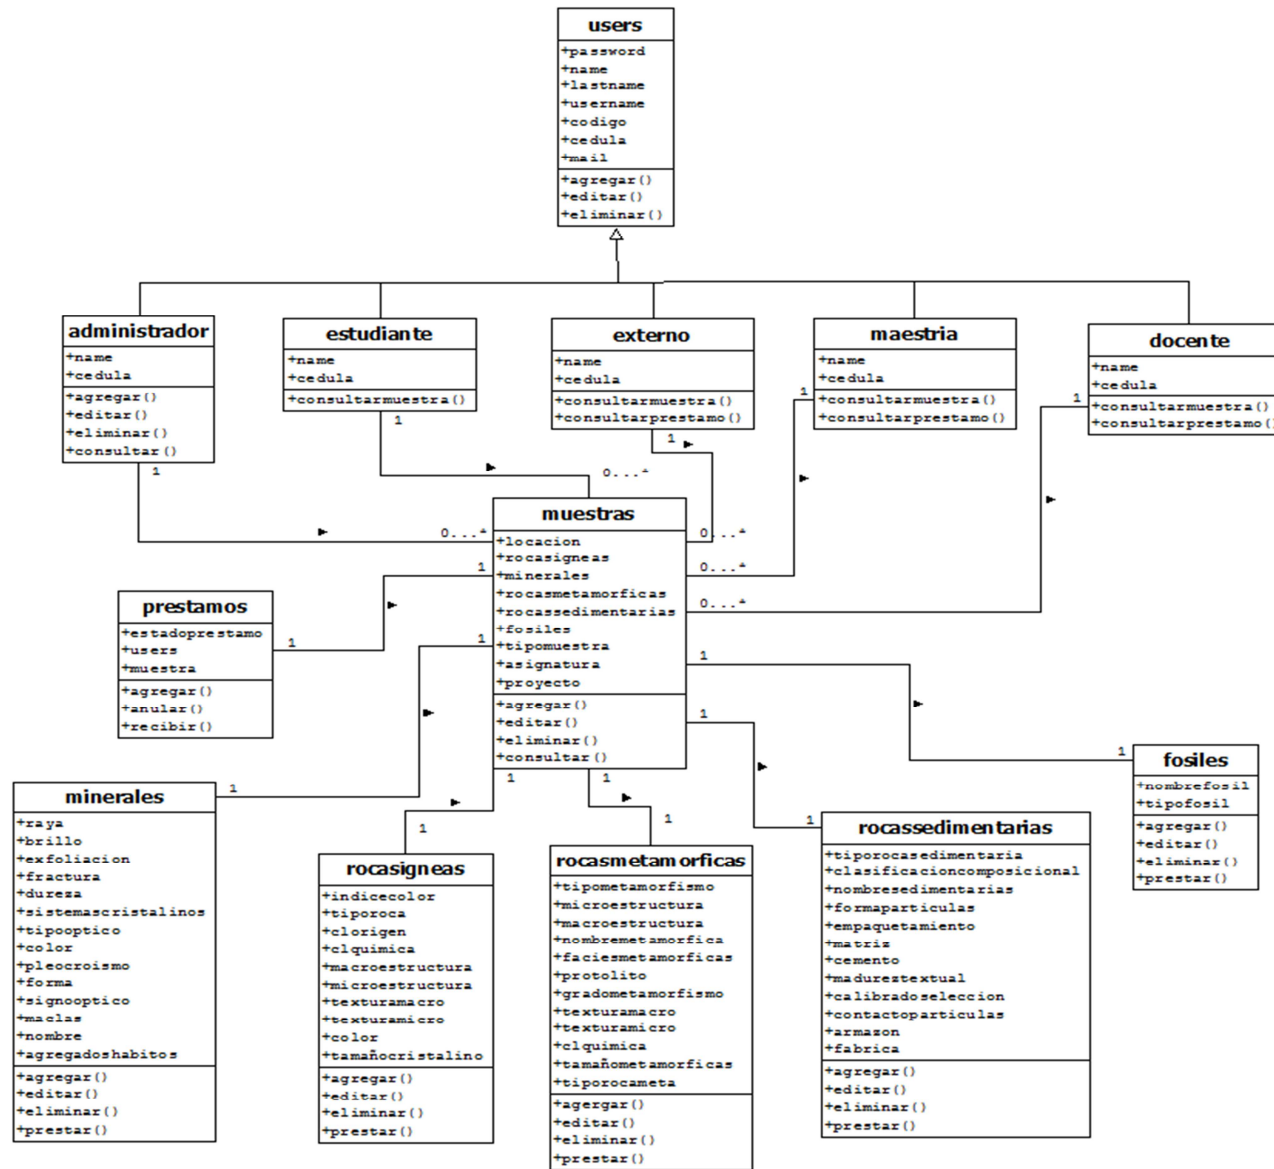 users
+password
+name
+lastname
+username
+codigo
+cedula
+mail
+agregar()
+editar()
+eliminar()
administrador
+name
+cedula
+agregar()
+editar()
+eliminar()
+consultar()
1
estudiante
+name
+cedula
+consultarmuestra()
1
externo
+name
+cedula
+consultarmuestra()
+consultarprestamo()
1
maestria
+name
+cedula
+consultarmuestra()
+consultarprestamo()
1
docente
+name
+cedula
+consultarmuestra()
+consultarprestamo()
1
0...*
0...*
0...*
0...*
0...*
muestras
+locacion
+rocasigneas
+minerales
+rocasmetamorficas
+rocassedimentarias
+fosiles
+tipomuestra
+asignatura
+proyecto
+agregar()
+editar()
+eliminar()
+consultar()
1
1
1
1
1
1
prestamos
+estadoprestamo
+users
+muestra
+agregar()
+anular()
+recibir()
1
minerales
+raya
+brillo
+exfoliacion
+fractura
+dureza
+sistemascristalinos
+tipooptico
+color
+pleocroismo
+forma
+signooptico
+maclas
+nombre
+agregadoshabitos
+agregar()
+editar()
+eliminar()
+prestar()
1
rocasigneas
+indicecolor
+tiporoca
+clorigen
+clquimica
+macroestructura
+microestructura
+texturamacro
+texturamicro
+color
+tamañocristalino
+agregar()
+editar()
+eliminar()
+prestar()
1
rocasmetamorficas
+tipometamorfismo
+microestructura
+macroestructura
+nombremetamorfica
+faciesmetamorficas
+protolito
+gradometamorfismo
+texturamacro
+texturamicro
+clquimica
+tamañometamorficas
+tiporocameta
+agergar()
+editar()
+eliminar()
+prestar()
1
rocassedimentarias
+tiporocasedimentaria
+clasificacioncomposicional
+nombresedimentarias
+formaparticulas
+empaquetamiento
+matriz
+cemento
+madurestextual
+calibradoseleccion
+contactoparticulas
+armazon
+fabrica
+agregar()
+editar()
+eliminar()
+prestar()
1
fosiles
+nombrefosil
+tipofosil
+agregar()
+editar()
+eliminar()
+prestar()
1